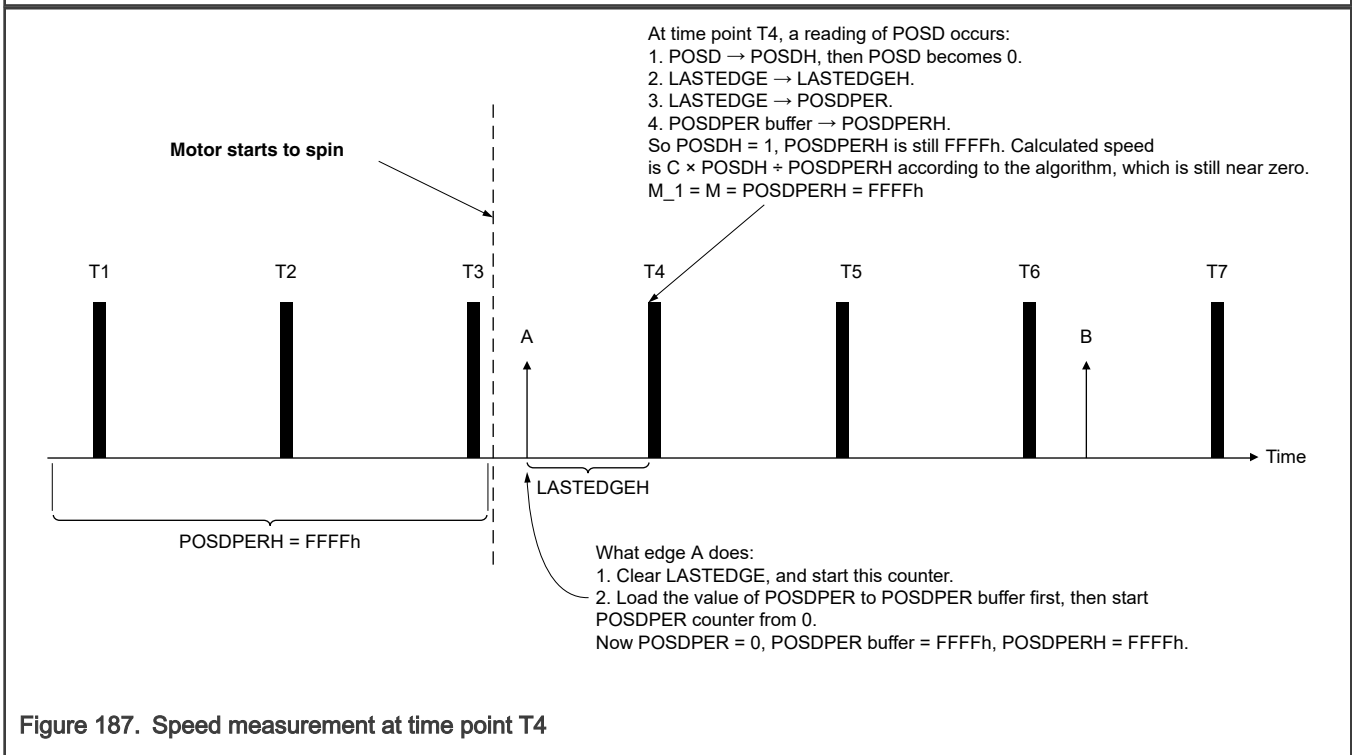 At time point T4, a reading of POSD occurs:
1. POSD → POSDH, then POSD becomes 0.
2. LASTEDGE → LASTEDGEH.
3. LASTEDGE → POSDPER.
4. POSDPER buffer → POSDPERH.
So POSDH = 1, POSDPERH is still FFFFh. Calculated speed
is C × POSDH ÷ POSDPERH according to the algorithm, which is still near zero.
M_1 = M = POSDPERH = FFFFh
Motor starts to spin
T1 T2 T3 T4 T5 T6 T7
A B
Time
LASTEDGEH
POSDPERH = FFFFh
What edge A does:
1. Clear LASTEDGE, and start this counter.
2. Load the value of POSDPER to POSDPER buffer first, then start
POSDPER counter from 0.
Now POSDPER = 0, POSDPER buffer = FFFFh, POSDPERH = FFFFh.
Figure 187. Speed measurement at time point T4